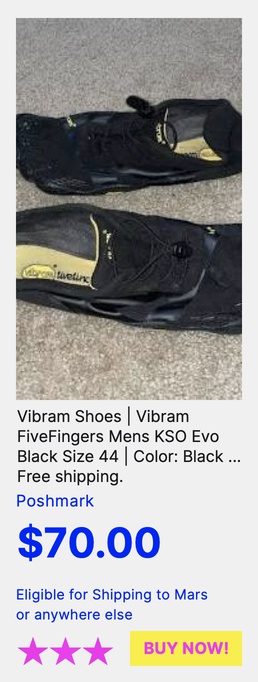 vibram fivefingers
Vibram Shoes | Vibram
FiveFingers Mens KSO Evo
Black Size 44 | Color: Black ...
Free shipping.
Poshmark
$70.00
Eligible for Shipping to Mars
or anywhere else
BUY NOW!